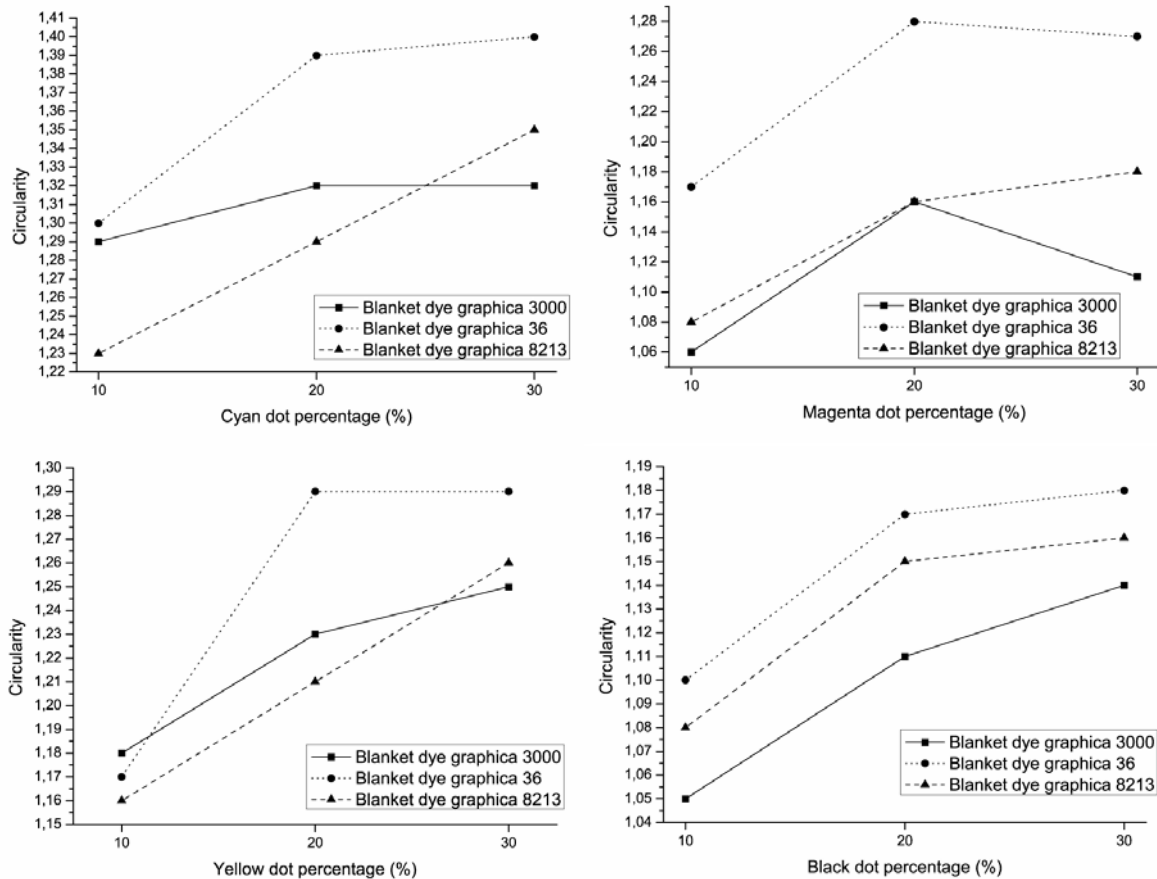 1,41
1,40
1,39
1,38
1,37
1,36
1,35
1,34
1,33
1,32
1,31
1,30
1,29
1,28
1,27
1,26
1,25
1,24
1,23
1,22
Circularity
Blanket dye graphica 3000
Blanket dye graphica 36
Blanket dye graphica 8213
10 20 30
Cyan dot percentage (%)
1,28
1,26
1,24
1,22
1,20
1,18
1,16
1,14
1,12
1,10
1,08
1,06
Circularity
Blanket dye graphica 3000
Blanket dye graphica 36
Blanket dye graphica 8213
10 20 30
Magenta dot percentage (%)
1,30
1,29
1,28
1,27
1,26
1,25
1,24
1,23
1,22
1,21
1,20
1,19
1,18
1,17
1,16
1,15
Circularity
Blanket dye graphica 3000
Blanket dye graphica 36
Blanket dye graphica 8213
10 20 30
Yellow dot percentage (%)
1,19
1,18
1,17
1,16
1,15
1,14
1,13
1,12
1,11
1,10
1,09
1,08
1,07
1,06
1,05
1,04
Circularity
Blanket dye graphica 3000
Blanket dye graphica 36
Blanket dye graphica 8213
10 20 30
Black dot percentage (%)